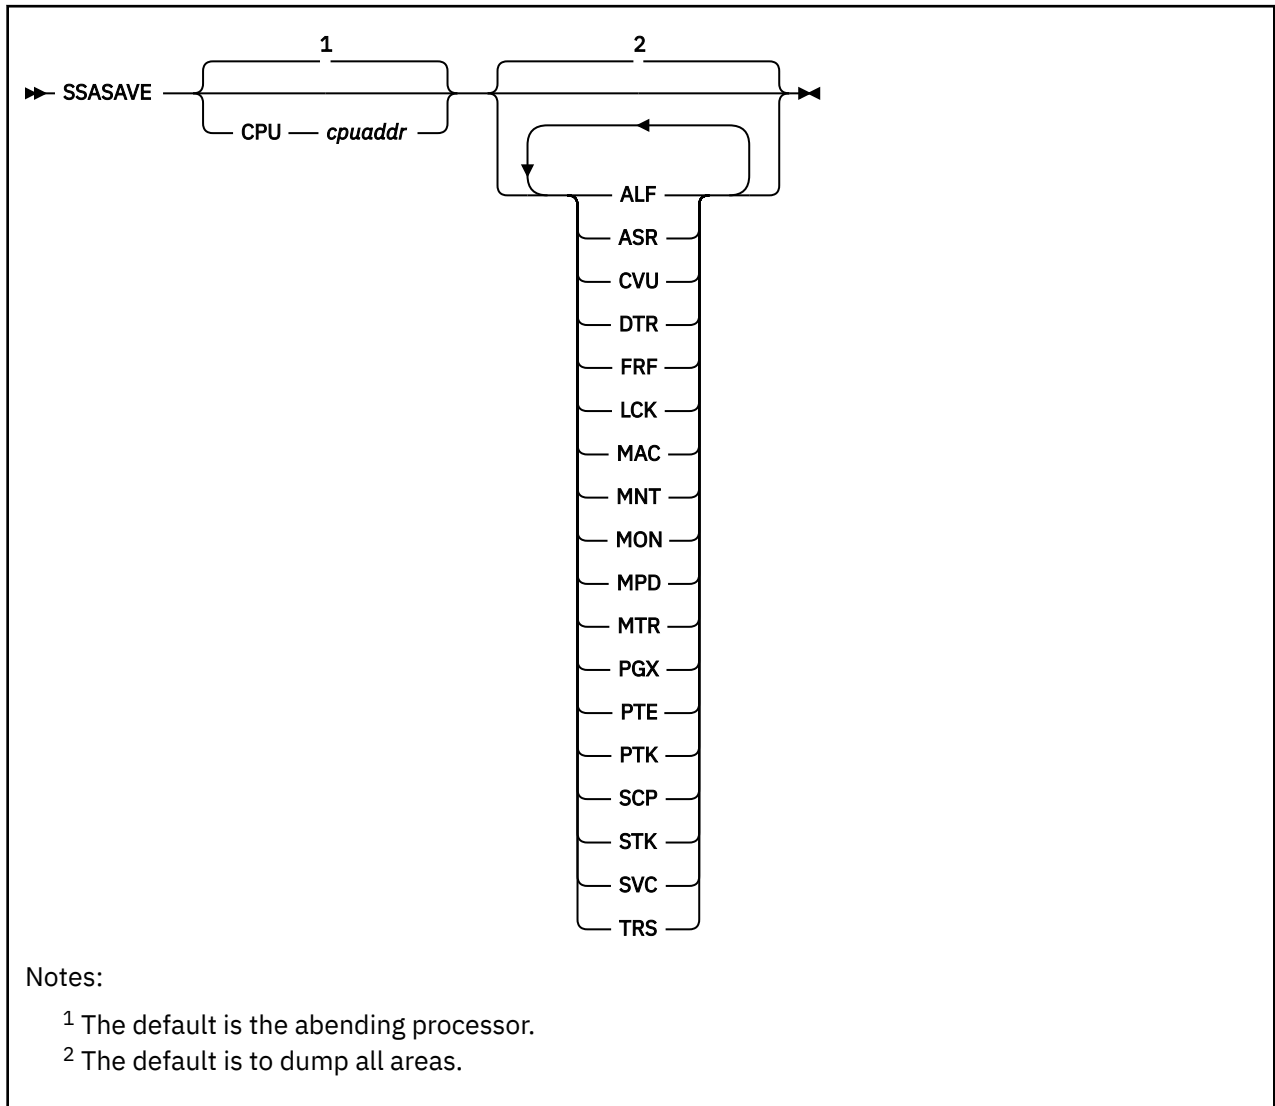 1 2
SSASAVE
CPU cpuaddr
ALF
ASR
CVU
DTR
FRF
LCK
MAC
MNT
MON
MPD
MTR
PGX
PTE
PTK
SCP
STK
SVC
TRS
Notes:
1 The default is the abending processor.
2 The default is to dump all areas.